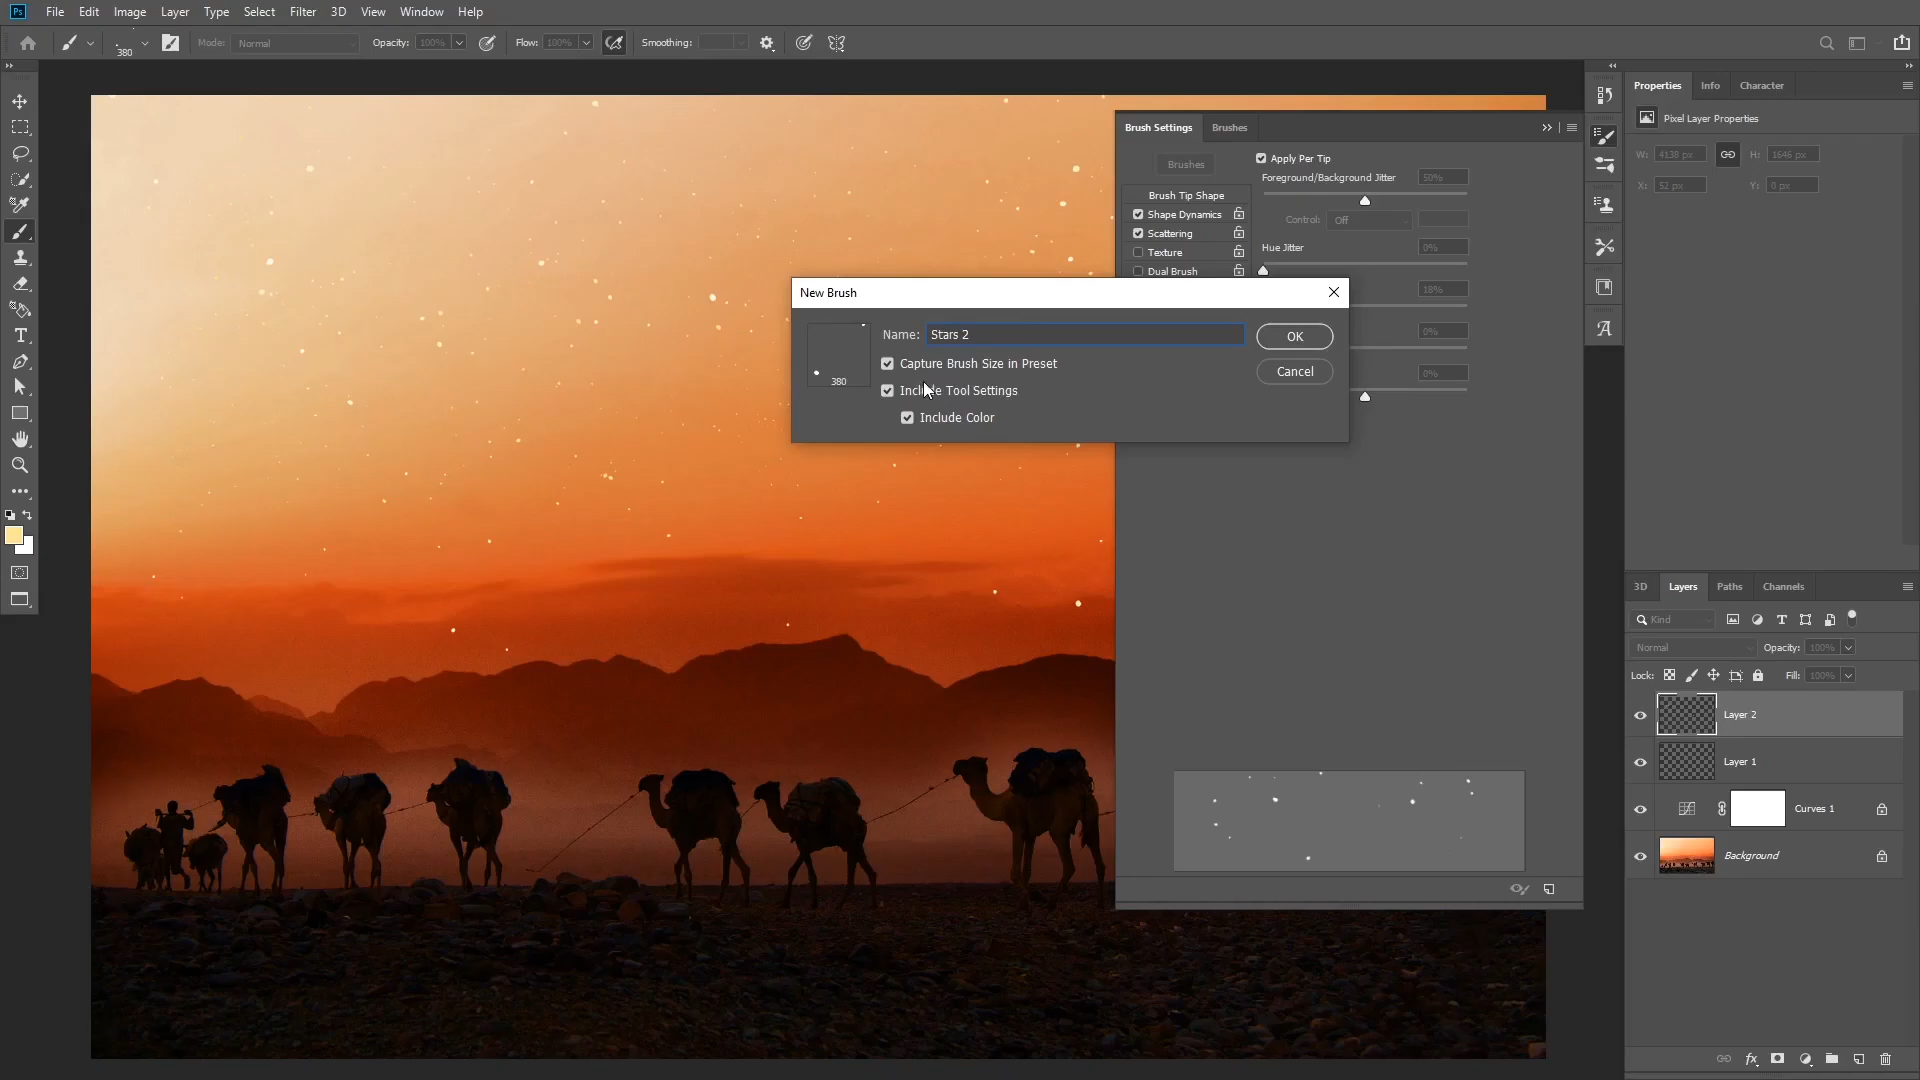 Ps File Edit Image Layer Type Select Filter 3D View Window Help
380 Mode: Normal Opacity: 100% Flow: 100% Smoothing:
Properties Info Character
Pixel Layer Properties
W: 4138 px H: 1646 px
X: 52 px Y: 0 px
Brush Settings Brushes
Brushes
Brush Tip Shape
Shape Dynamics
Scattering
Texture
Dual Brush
Apply Per Tip
Foreground/Background Jitter 50%
Control: Off
Hue Jitter 0%
18%
0%
0%
New Brush
Name: Stars 2
Capture Brush Size in Preset
Include Tool Settings
Include Color
380
OK
Cancel
3D Layers Paths Channels
Kind
Normal Opacity: 100%
Lock: Fill: 100%
Layer 2
Layer 1
Curves 1
Background
fx